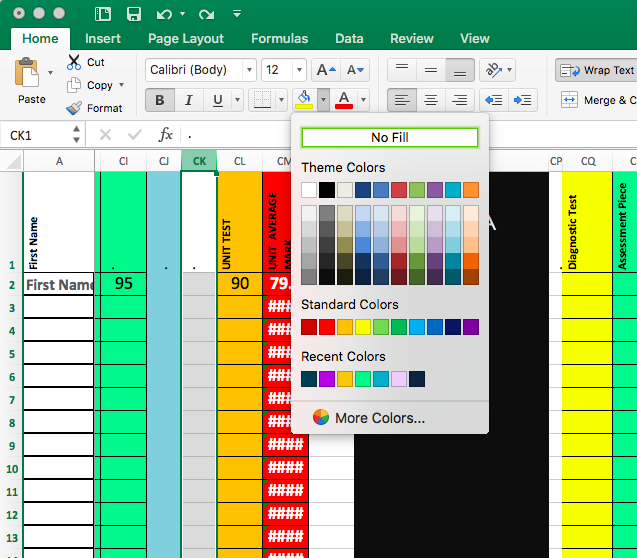 Home Insert Page Layout Formulas Data Review View
Paste
Cut
Copy
Format
Calibri (Body) 12 A A
B I U A
Wrap Text
Merge & C
CK1 fx .
A CI CJ CK CL CM CP CQ C
No Fill
Theme Colors
Standard Colors
Recent Colors
More Colors...
1 First Name . . . UNIT TEST UNIT AVERAGE MARK A . Diagnostic Test Assessment Piece
2 First Name 95 90 79.
3 ####
4 ####
5 ####
6 ####
7 ####
8 ####
9 ####
10 ####
11 ####
12 ####
13 ####